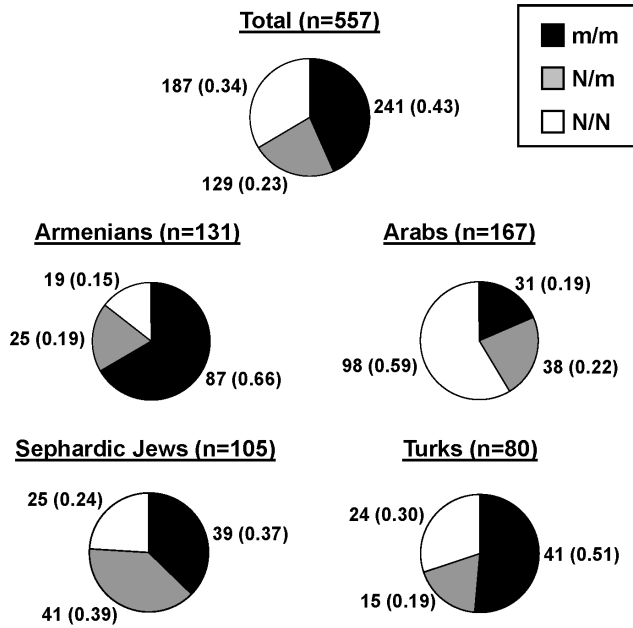 Total (n=557)
m/m
N/m
N/N
187 (0.34)
241 (0.43)
129 (0.23)
Armenians (n=131)
19 (0.15)
25 (0.19)
87 (0.66)
Arabs (n=167)
31 (0.19)
98 (0.59)
38 (0.22)
Sephardic Jews (n=105)
25 (0.24)
39 (0.37)
41 (0.39)
Turks (n=80)
24 (0.30)
41 (0.51)
15 (0.19)